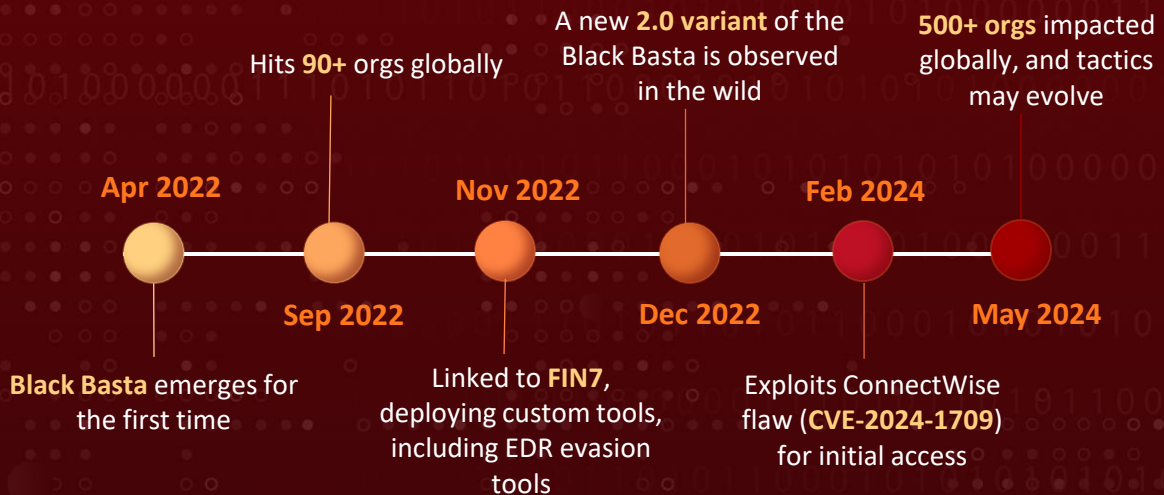 Apr 2022
Black Basta emerges for
the first time
Hits 90+ orgs globally
Sep 2022
Nov 2022
Linked to FIN7,
deploying custom tools,
including EDR evasion
tools
A new 2.0 variant of the
Black Basta is observed
in the wild
Dec 2022
Feb 2024
Exploits ConnectWise
flaw (CVE-2024-1709)
for initial access
500+ orgs impacted
globally, and tactics
may evolve
May 2024